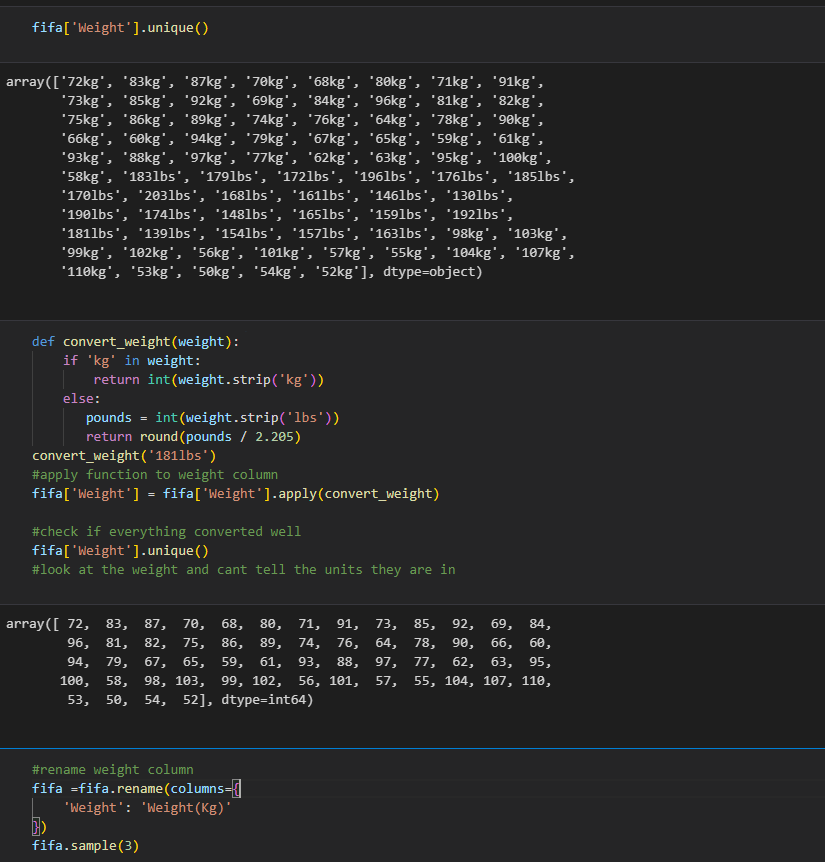 fifa['Weight'].unique()
array(['72kg', '83kg', '87kg', '70kg', '68kg', '80kg', '71kg', '91kg',
'73kg', '85kg', '92kg', '69kg', '84kg', '96kg', '81kg', '82kg',
'75kg', '86kg', '89kg', '74kg', '76kg', '64kg', '78kg', '90kg',
'66kg', '60kg', '94kg', '79kg', '67kg', '65kg', '59kg', '61kg',
'93kg', '88kg', '97kg', '77kg', '62kg', '63kg', '95kg', '100kg',
'58kg', '183lbs', '179lbs', '172lbs', '196lbs', '176lbs', '185lbs',
'170lbs', '203lbs', '168lbs', '161lbs', '146lbs', '130lbs',
'190lbs', '174lbs', '148lbs', '165lbs', '159lbs', '192lbs',
'181lbs', '139lbs', '154lbs', '157lbs', '163lbs', '98kg', '103kg',
'99kg', '102kg', '56kg', '101kg', '57kg', '55kg', '104kg', '107kg',
'110kg', '53kg', '50kg', '54kg', '52kg'], dtype=object)
def convert_weight(weight):
if 'kg' in weight:
return int(weight.strip('kg'))
else:
pounds = int(weight.strip('lbs'))
return round(pounds / 2.205)
convert_weight('181lbs')
#apply function to weight column
fifa['Weight'] = fifa['Weight'].apply(convert_weight)
#check if everything converted well
fifa['Weight'].unique()
#look at the weight and cant tell the units they are in
array([ 72, 83, 87, 70, 68, 80, 71, 91, 73, 85, 92, 69, 84,
96, 81, 82, 75, 86, 89, 74, 76, 64, 78, 90, 66, 60,
94, 79, 67, 65, 59, 61, 93, 88, 97, 77, 62, 63, 95,
100, 58, 98, 103, 99, 102, 56, 101, 57, 55, 104, 107, 110,
53, 50, 54, 52], dtype=int64)
#rename weight column
fifa =fifa.rename(columns={
'Weight': 'Weight(Kg)'
})
fifa.sample(3)